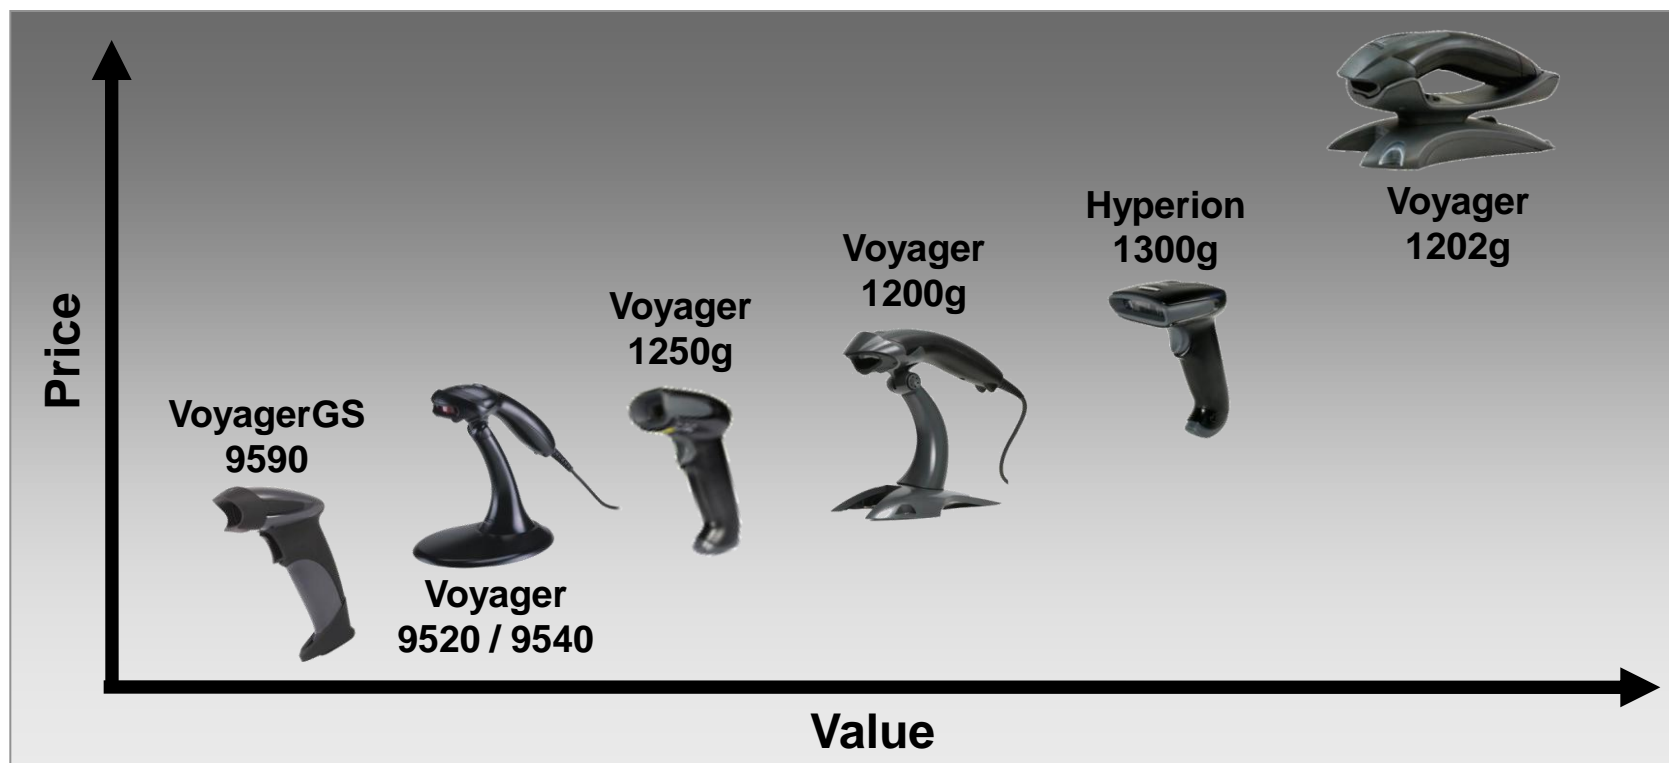 Price
VoyagerGS
9590
Voyager
9520 / 9540
Voyager
1250g
Voyager
1200g
Hyperion
1300g
Voyager
1202g
Value